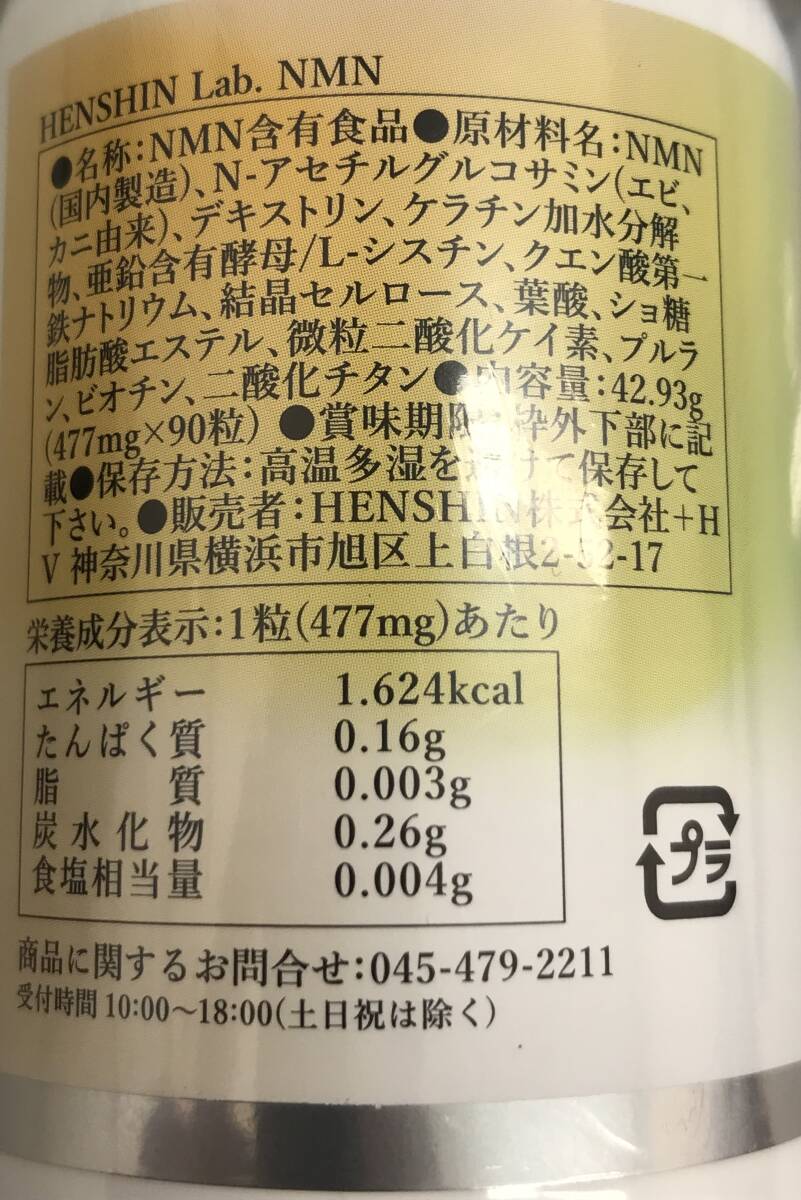 HENSHIN Lab. NMN
●名称:NMN含有食品●原材料名:NMN
(国内製造)、N-アセチルグルコサミン(エビ、
カニ由来)、デキストリン、ケラチン加水分解
物、亜鉛含有酵母/L-シスチン、クエン酸第一
鉄ナトリウム、結晶セルロース、葉酸、ショ糖
脂肪酸エステル、微粒二酸化ケイ素、プルラ
ン、ビオチン、二酸化チタン●内容量:42.93g
(477mg×90粒)●賞味期限:枠外下部に記
載●保存方法:高温多湿を避けて保存して
下さい。●販売者:HENSHIN株式会社+H
V 神奈川県横浜市旭区上白根2-52-17
栄養成分表示:1粒(477mg)あたり
エネルギー 1.624kcal
たんぱく質 0.16g
脂質 0.003g
炭水化物 0.26g
食塩相当量 0.004g
プラ
商品に関するお問合せ:045-479-2211
受付時間 10:00〜18:00(土日祝は除く)